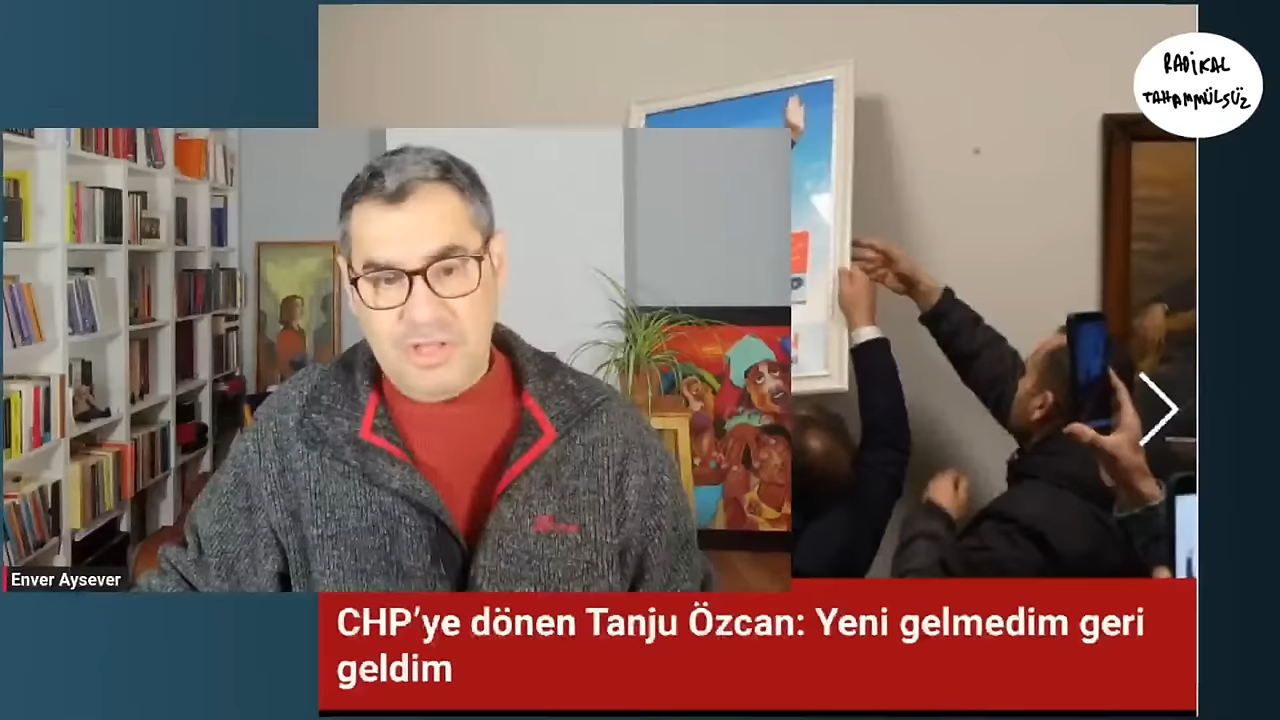 RADİKAL
TAHAMMÜLSÜZ
Enver Aysever
CHP’ye dönen Tanju Özcan: Yeni gelmedim geri
geldim